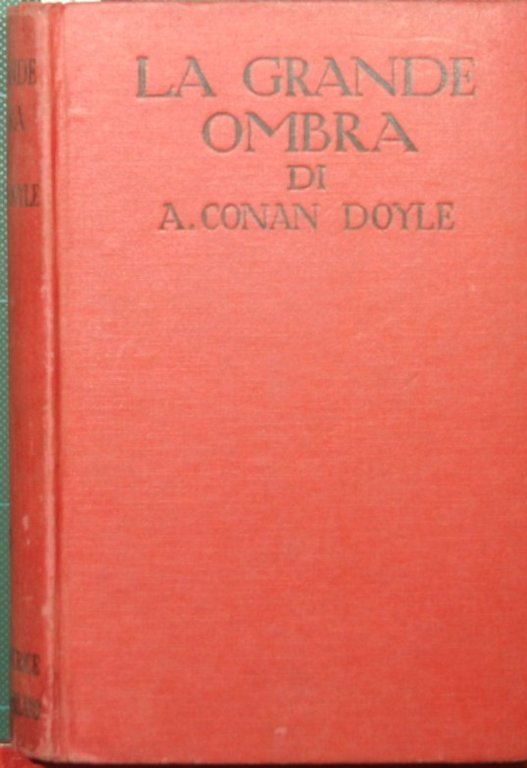 LA GRANDE
OMBRA
DI
A. CONAN DOYLE